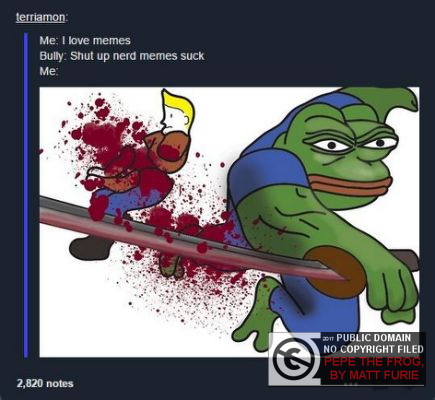 terriamon:
Me: I love memes
Bully: Shut up nerd memes suck
Me:
2017 PUBLIC DOMAIN
NO COPYRIGHT FILED
PEPE THE FROG,
BY MATT FURIE
2,820 notes